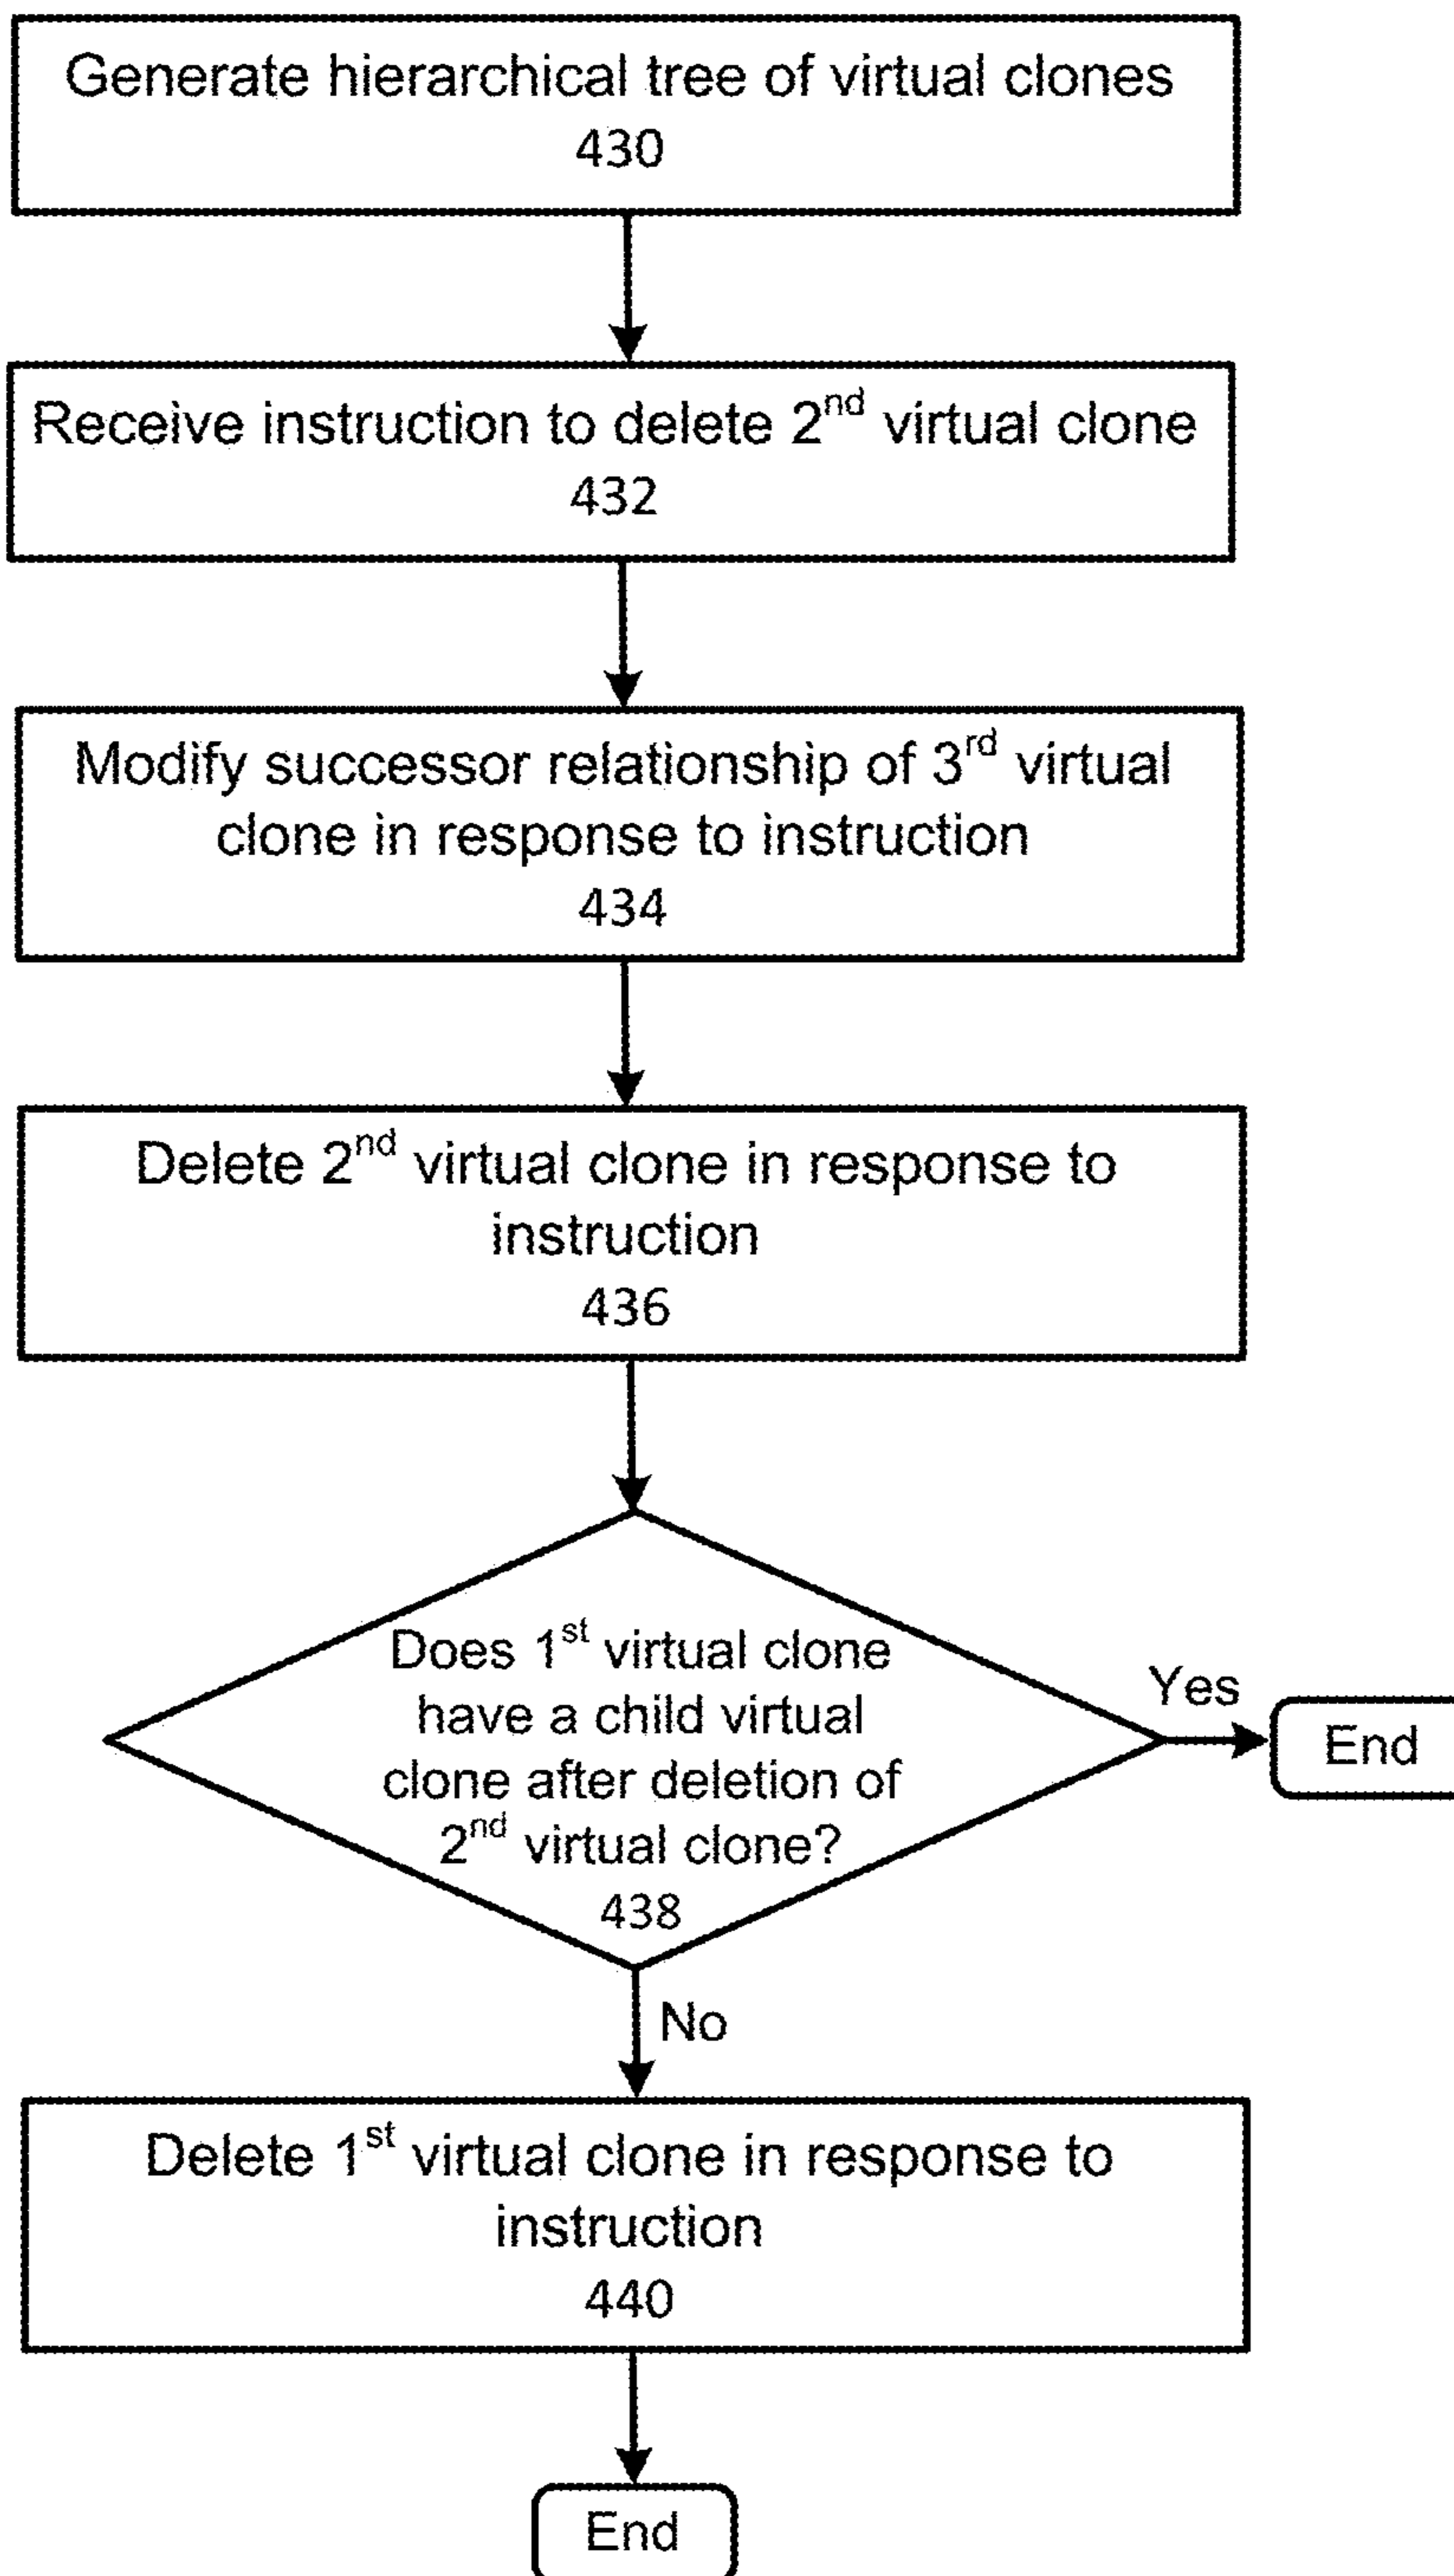 Generate hierarchical tree of virtual clones
430
Receive instruction to delete 2nd virtual clone
432
Modify successor relationship of 3rd virtual
clone in response to instruction
434
Delete 2nd virtual clone in response to
instruction
436
Does 1st virtual clone
have a child virtual
clone after deletion of
2nd virtual clone?
438
Yes
End
No
Delete 1st virtual clone in response to
instruction
440
End